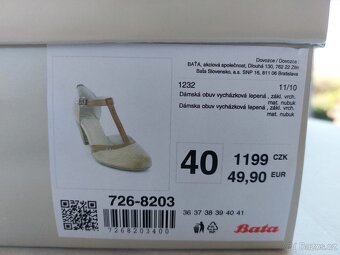 Dovozce / Dovozca :
BAŤA, akciová společnost, Dlouhá 130, 762 22 Zlín
Baťa Slovensko, a.s. SNP 16, 811 06 Bratislava
1232 11/10
Dámská obuv vycházková lepená , zákl. vrch.
mat. nubuk
Dámska obuv vychádzková lepená , zákl. vrch.
mat. nubuk
40 1199 CZK
49,90 EUR
726-8203
36 37 38 39 40 41
7268203400
Bata